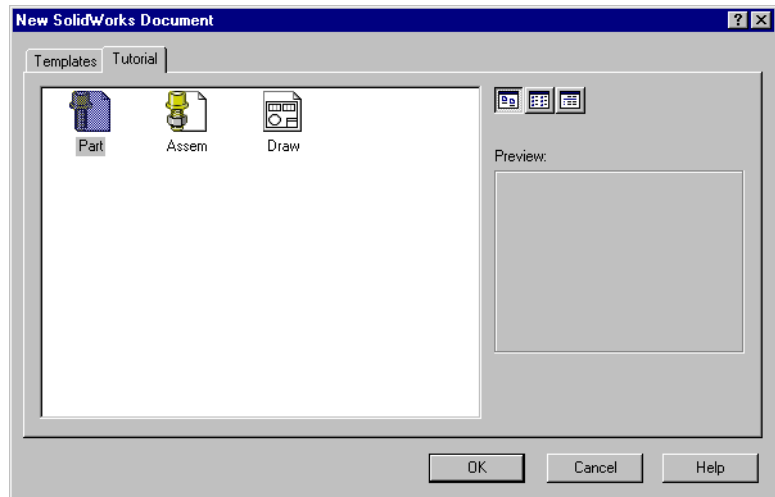 New SolidWorks Document
Templates Tutorial
Part Assem Draw
Preview:
OK Cancel Help